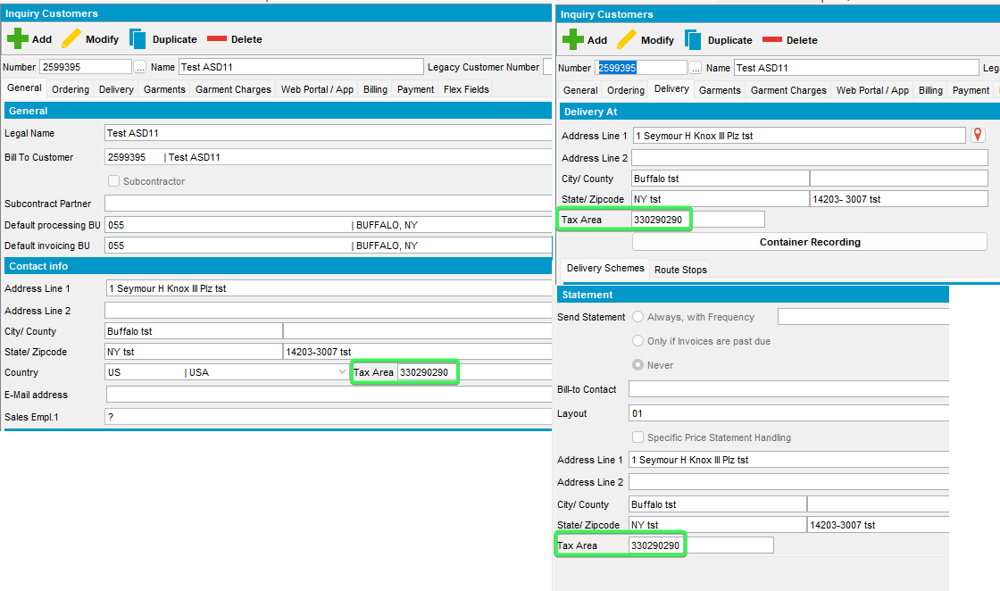 Inquiry Customers
Add Modify Duplicate Delete
Number 2599395 ... Name Test ASD11 Legacy Customer Number
General Ordering Delivery Garments Garment Charges Web Portal / App Billing Payment Flex Fields
General
Legal Name Test ASD11
Bill To Customer 2599395 | Test ASD11
Subcontractor
Subcontract Partner
Default processing BU 055 | BUFFALO, NY
Default invoicing BU 055 | BUFFALO, NY
Contact info
Address Line 1 1 Seymour H Knox III Plz tst
Address Line 2
City/ County Buffalo tst
State/ Zipcode NY tst 14203-3007 tst
Country US | USA Tax Area 330290290
E-Mail address
Sales Empl.1 ?
Inquiry Customers
Add Modify Duplicate Delete
Number 2599395 ... Name Test ASD11 Leg
General Ordering Delivery Garments Garment Charges Web Portal / App Billing Payment
Delivery At
Address Line 1 1 Seymour H Knox III Plz tst
Address Line 2
City/ County Buffalo tst
State/ Zipcode NY tst 14203- 3007 tst
Tax Area 330290290
Container Recording
Delivery Schemes Route Stops
Statement
Send Statement Always, with Frequency
Only if Invoices are past due
Never
Bill-to Contact
Layout 01
Specific Price Statement Handling
Address Line 1 1 Seymour H Knox III Plz tst
Address Line 2
City/ County Buffalo tst
State/ Zipcode NY tst 14203-3007 tst
Tax Area 330290290